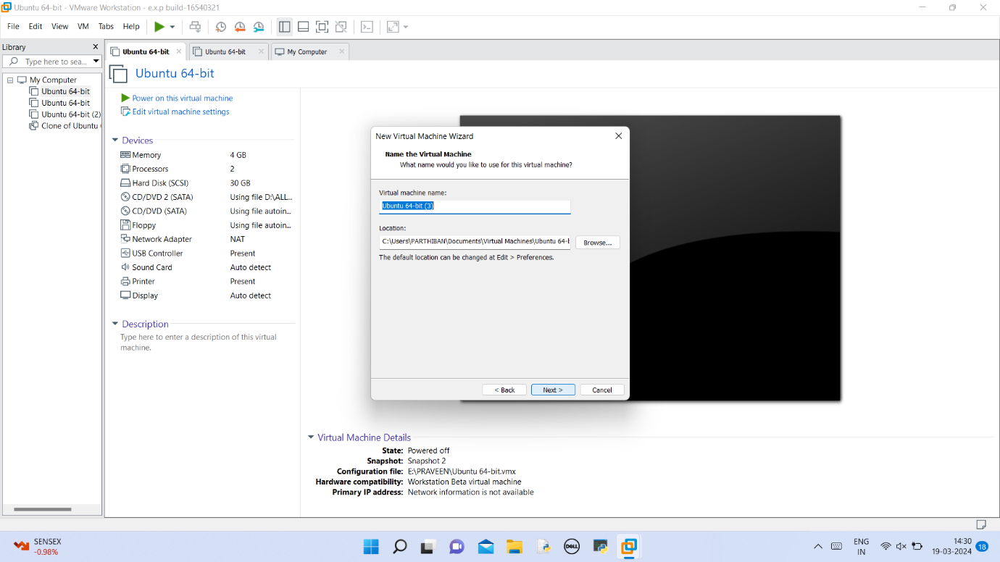 Ubuntu 64-bit - VMware Workstation - e.x.p build-16540321
File Edit View VM Tabs Help
Library
Type here to sea...
My Computer
Ubuntu 64-bit
Ubuntu 64-bit
Ubuntu 64-bit (2)
Clone of Ubuntu
Ubuntu 64-bit Ubuntu 64-bit My Computer
Ubuntu 64-bit
Power on this virtual machine
Edit virtual machine settings
Devices
Memory 4 GB
Processors 2
Hard Disk (SCSI) 30 GB
CD/DVD 2 (SATA) Using file D:\ALL...
CD/DVD (SATA) Using file autoin...
Floppy Using file autoin...
Network Adapter NAT
USB Controller Present
Sound Card Auto detect
Printer Present
Display Auto detect
Description
Type here to enter a description of this virtual
machine.
New Virtual Machine Wizard
Name the Virtual Machine
What name would you like to use for this virtual machine?
Virtual machine name:
Ubuntu 64-bit (3)
Location:
C:\Users\PARTHIBAN\Documents\Virtual Machines\Ubuntu 64-b
Browse...
The default location can be changed at Edit > Preferences.
< Back Next > Cancel
Virtual Machine Details
State: Powered off
Snapshot: Snapshot 2
Configuration file: E:\PRAVEEN\Ubuntu 64-bit.vmx
Hardware compatibility: Workstation Beta virtual machine
Primary IP address: Network information is not available
SENSEX
-0.98%
DELL
ENG
IN
14:30
19-03-2024
18